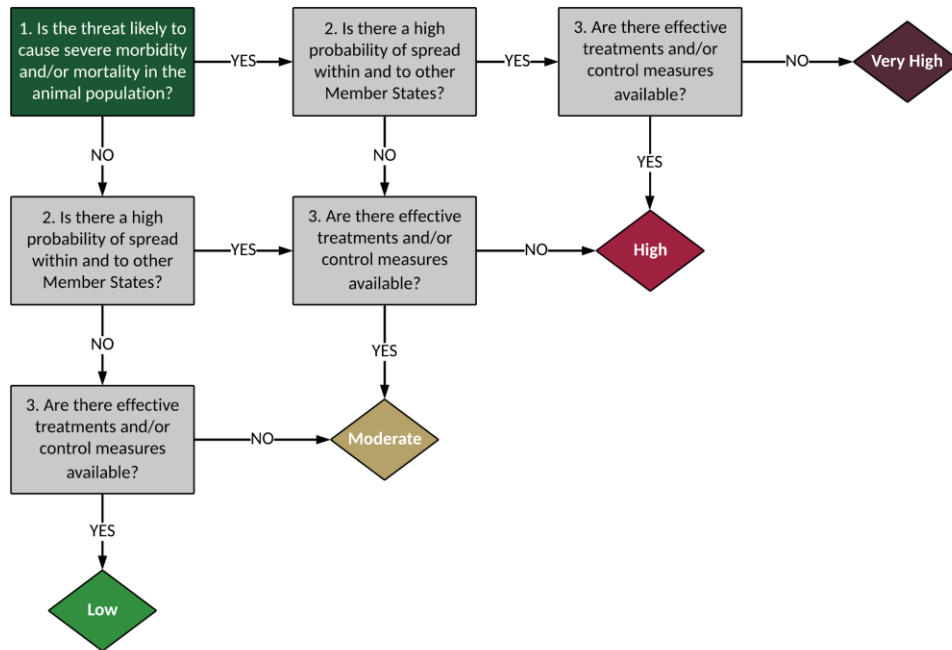 1. Is the threat likely to
cause severe morbidity
and/or mortality in the
animal population?
YES
2. Is there a high
probability of spread
within and to other
Member States?
YES
3. Are there effective
treatments and/or
control measures
available?
NO
Very High
NO
NO
YES
2. Is there a high
probability of spread
within and to other
Member States?
YES
3. Are there effective
treatments and/or
control measures
available?
NO
High
NO
YES
3. Are there effective
treatments and/or
control measures
available?
NO
Moderate
YES
Low